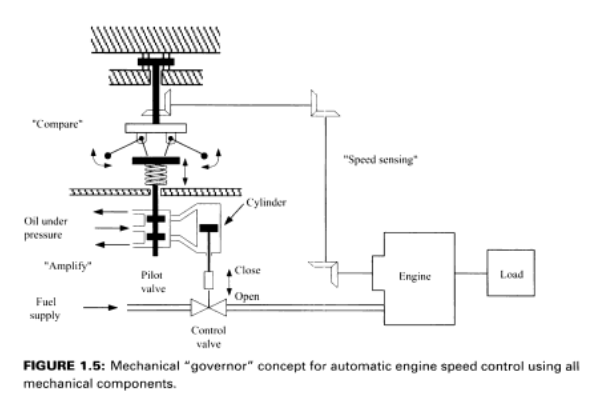 "Compare"
"Speed sensing"
Cylinder
Oil under
pressure
"Amplify"
Pilot
valve
Close
Open
Engine
Load
Fuel
supply
Control
valve
FIGURE 1.5: Mechanical "governor" concept for automatic engine speed control using all
mechanical components.